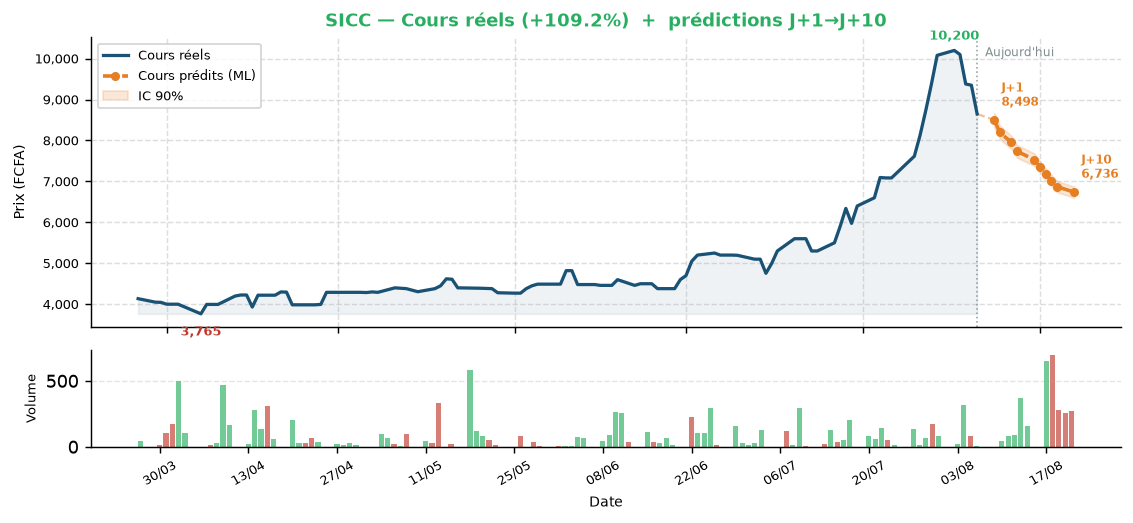 SICC — Cours réels (+109.2%)  +  prédictions J+1→J+10
Cours réels
Cours prédits (ML)
IC 90%
10,200
Aujourd'hui
J+1
8,498
J+10
6,736
3,765
Prix (FCFA)
10,000
9,000
8,000
7,000
6,000
5,000
4,000
Volume
500
0
30/03
13/04
27/04
11/05
25/05
08/06
22/06
06/07
20/07
03/08
17/08
Date